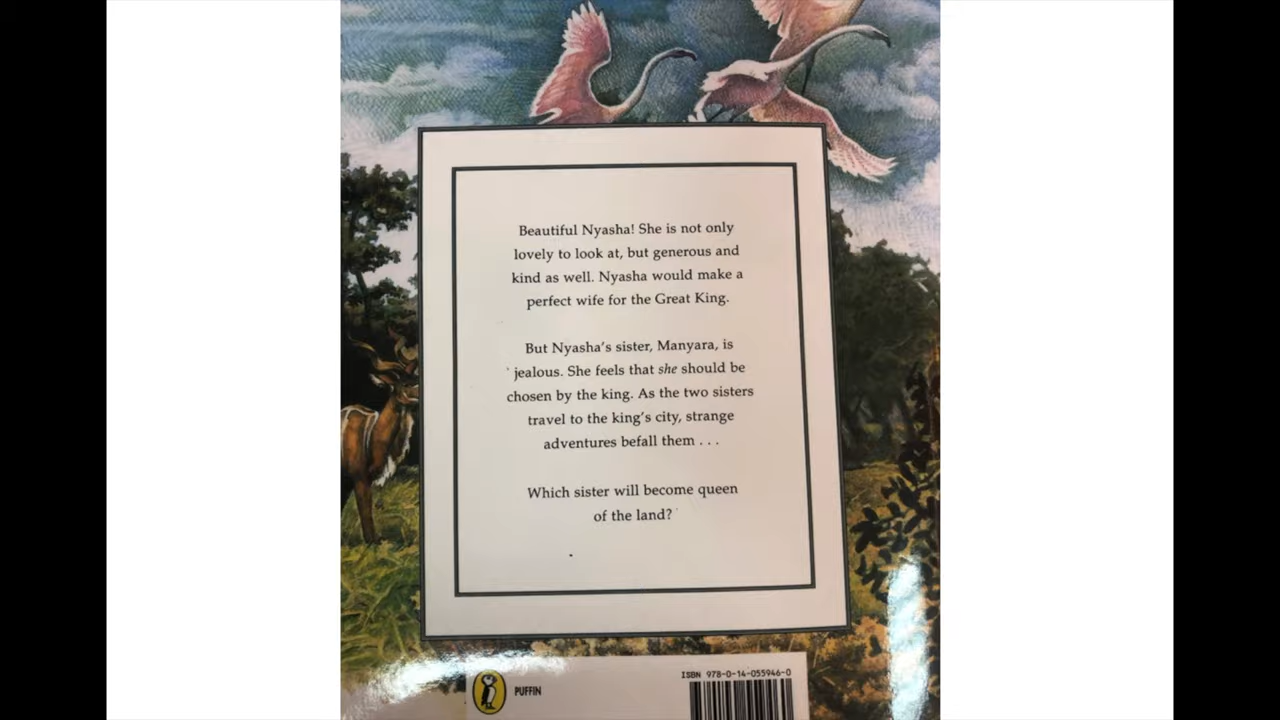 Beautiful Nyasha! She is not only
lovely to look at, but generous and
kind as well. Nyasha would make a
perfect wife for the Great King.
But Nyasha's sister, Manyara, is
jealous. She feels that she should be
chosen by the king. As the two sisters
travel to the king's city, strange
adventures befall them . . .
Which sister will become queen
of the land?
PUFFIN
ISBN 978-0-14-055946-0